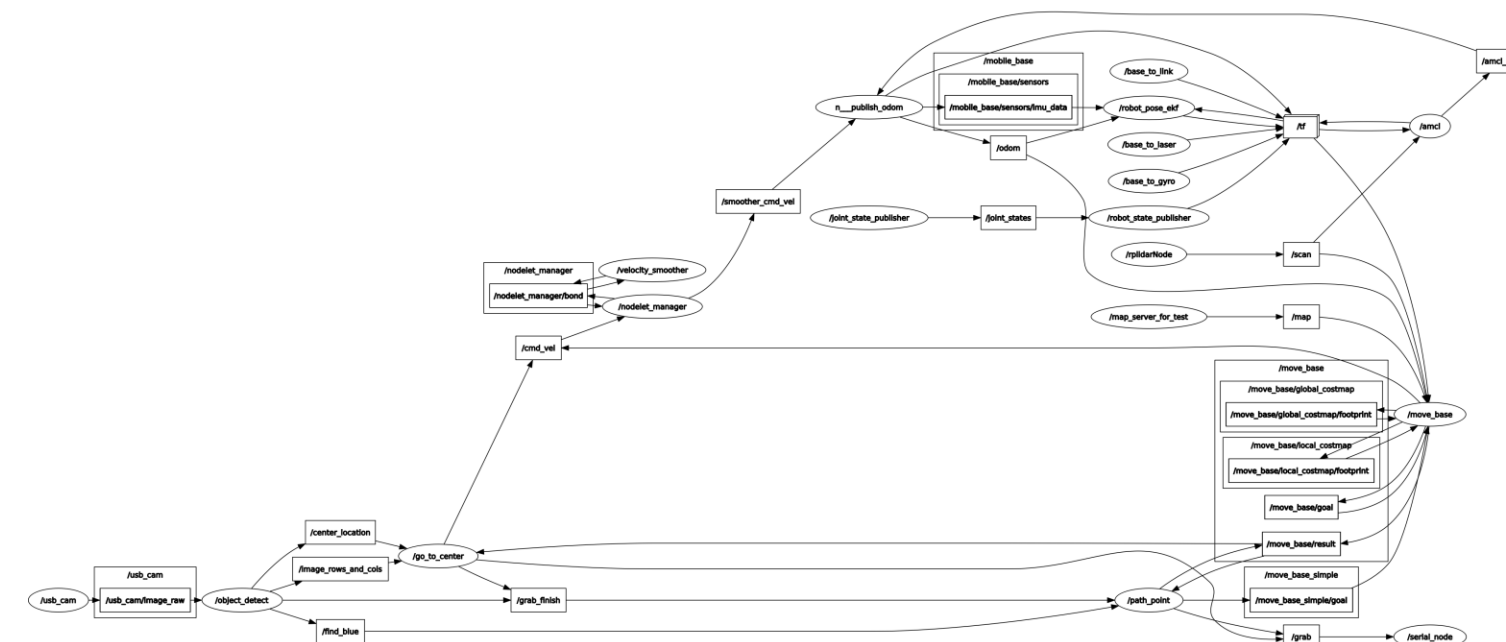 /amcl_
/mobile_base
/mobile_base/sensors
/mobile_base/sensors/imu_data
n___publish_odom
/base_to_link
/robot_pose_ekf
/tf
/amcl
/odom
/base_to_laser
/base_to_gyro
/smoother_cmd_vel
/joint_state_publisher
/joint_states
/robot_state_publisher
/rplidarNode
/scan
/nodelet_manager
/nodelet_manager/bond
/velocity_smoother
/nodelet_manager
/map_server_for_test
/map
/cmd_vel
/move_base
/move_base/global_costmap
/move_base/global_costmap/footprint
/move_base
/move_base/local_costmap
/move_base/local_costmap/footprint
/move_base/goal
/move_base/result
/center_location
/go_to_center
/image_rows_and_cols
/usb_cam
/usb_cam/image_raw
/usb_cam
/object_detect
/grab_finish
/path_point
/move_base_simple
/move_base_simple/goal
/find_blue
/grab
/serial_node